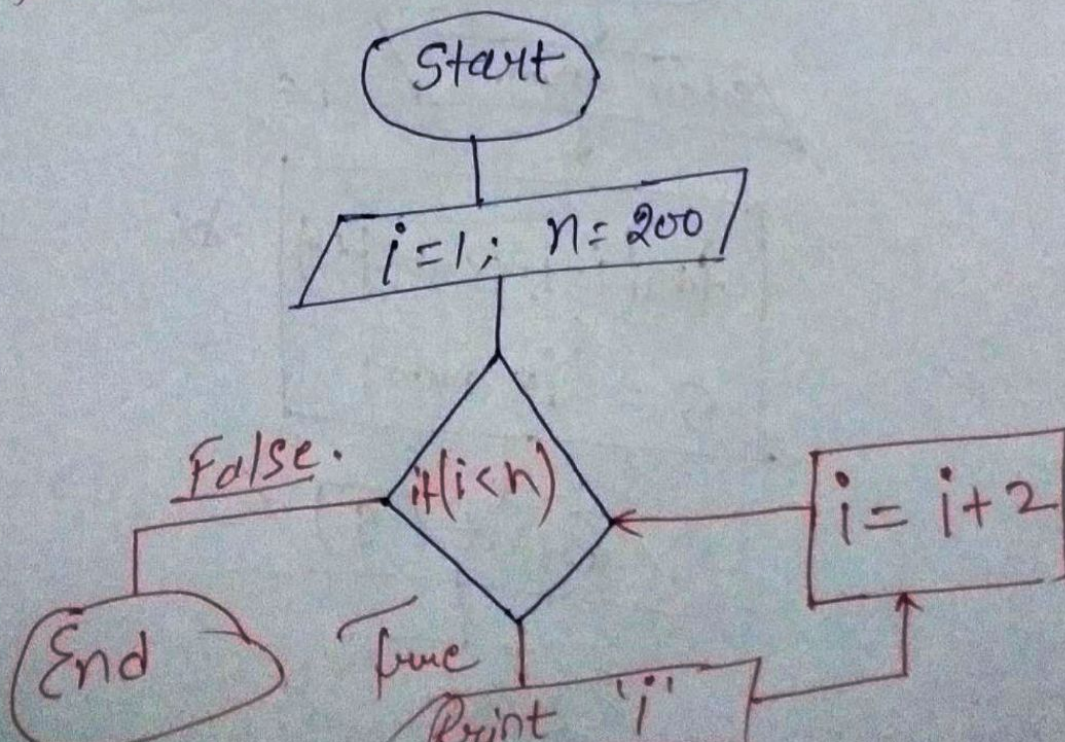 Start
i=1; n=200
False.
if(i<n)
i= i+2
End
True
Print 'i'